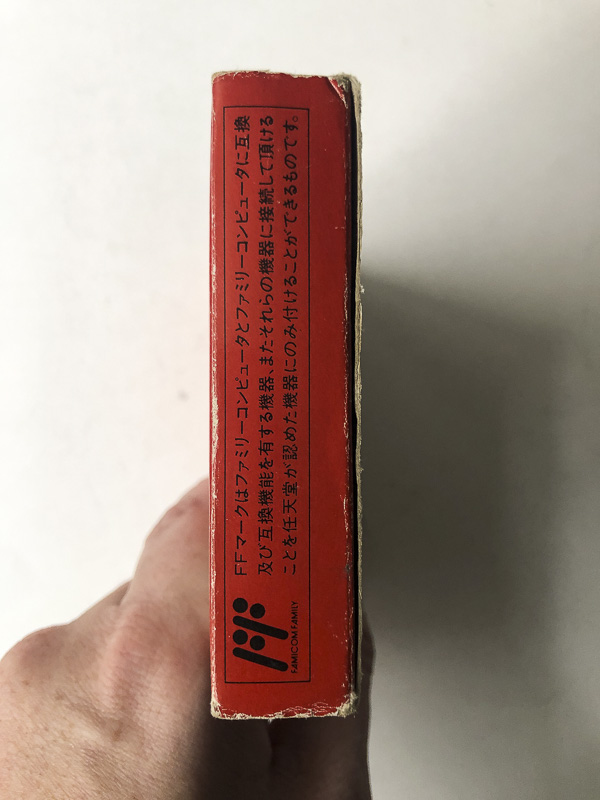 FFマークはファミリーコンピュータとファミリーコンピュータに互換
及び互換機能を有する機器、またそれらの機器に接続して頂ける
ことを任天堂が認めた機器にのみ付けることができるものです。
FF
FAMICOM FAMILY